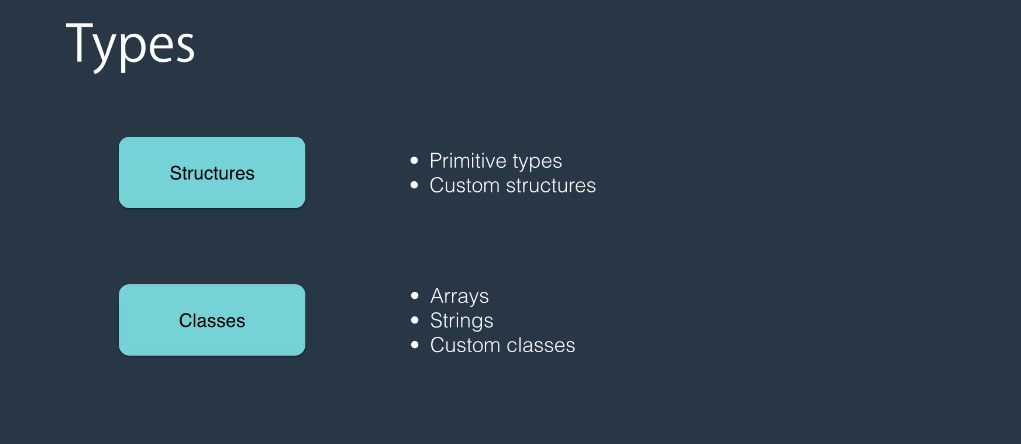 Types
Structures
• Primitive types
• Custom structures
Classes
• Arrays
• Strings
• Custom classes